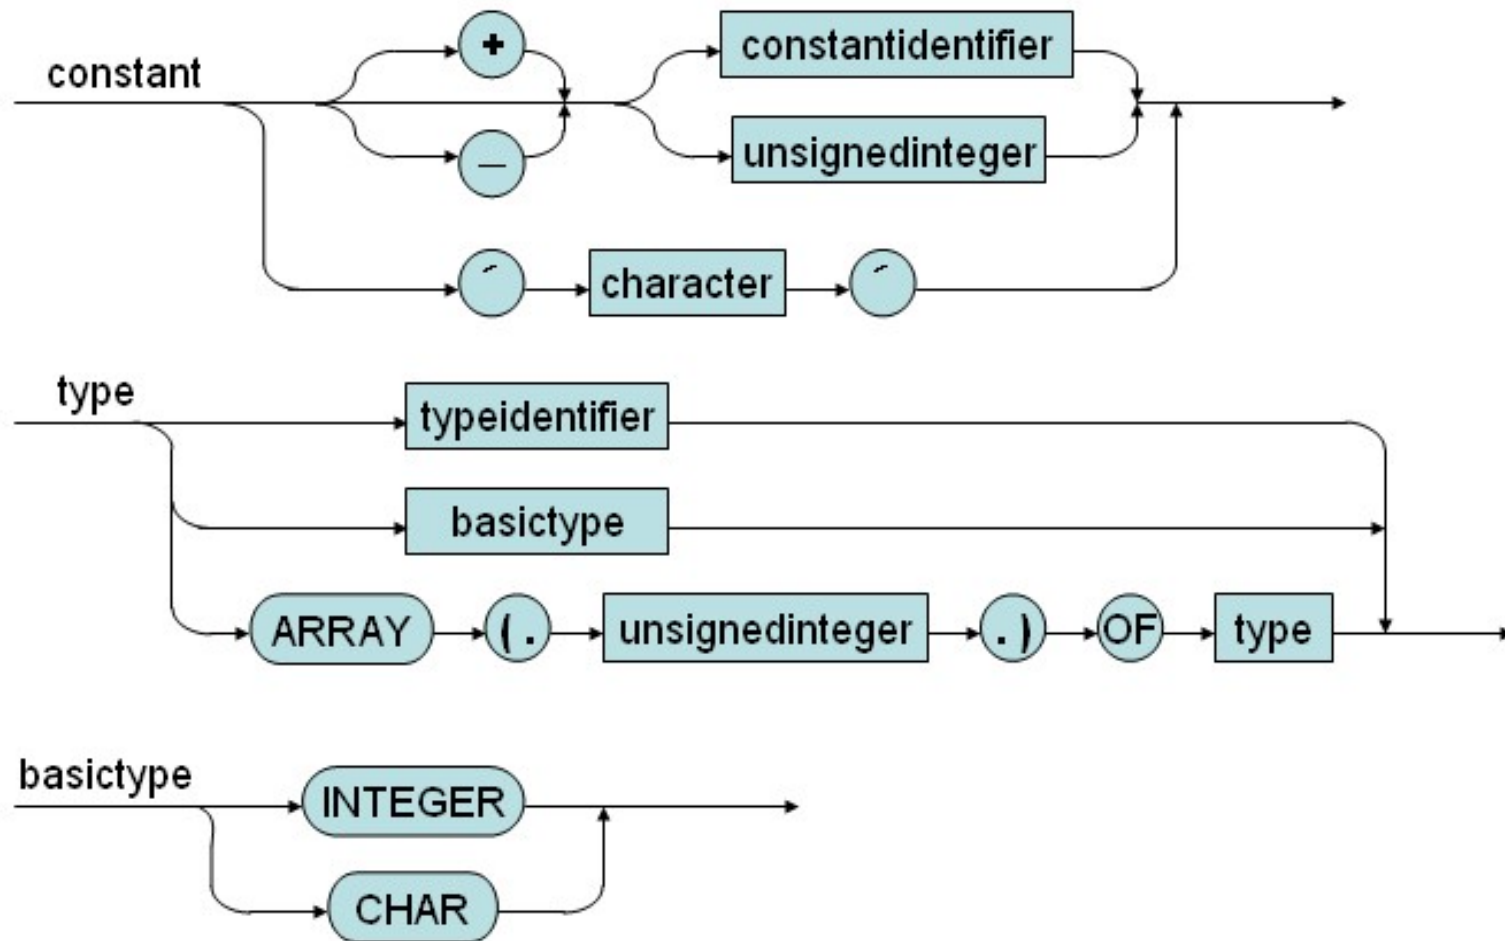 + constantidentifier
constant
− unsignedinteger
´ character ´
type
typeidentifier
basictype
ARRAY (. unsignedinteger .) OF type
basictype
INTEGER
CHAR